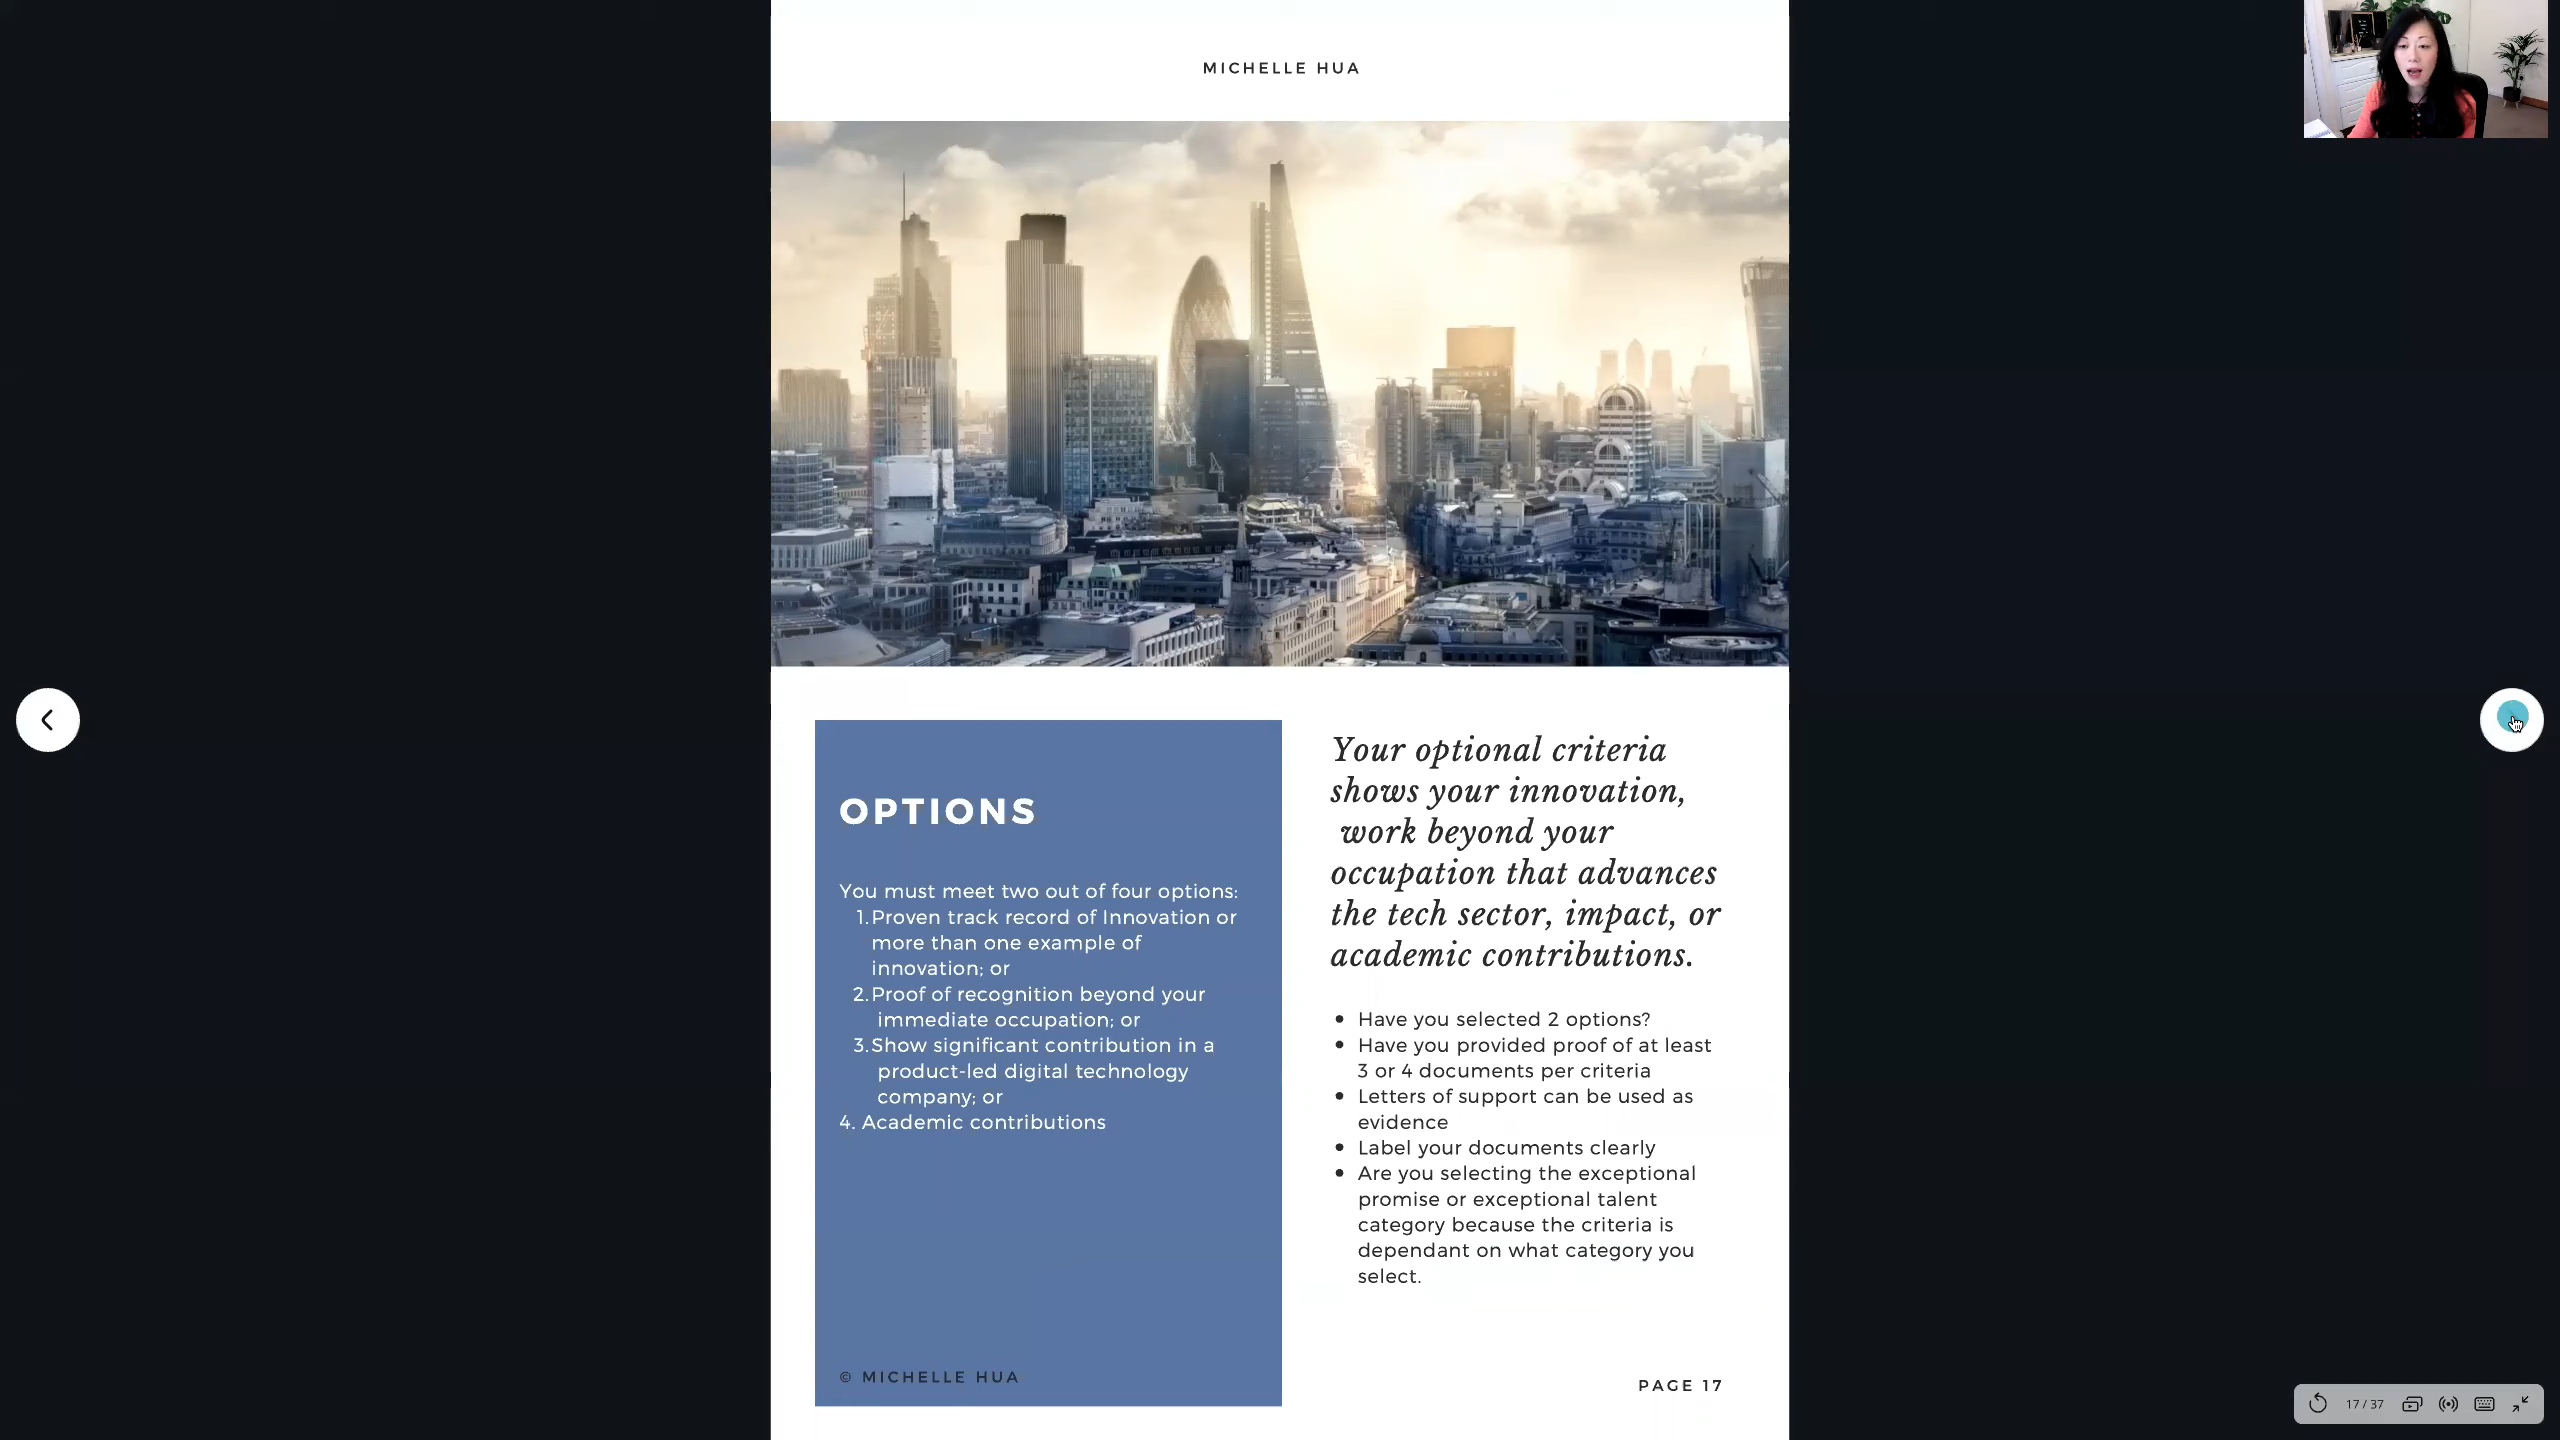 MICHELLE HUA
OPTIONS
You must meet two out of four options:
1.Proven track record of Innovation or
more than one example of
innovation; or
2.Proof of recognition beyond your
immediate occupation; or
3.Show significant contribution in a
product-led digital technology
company; or
4. Academic contributions
© MICHELLE HUA
Your optional criteria
shows your innovation,
work beyond your
occupation that advances
the tech sector, impact, or
academic contributions.
• Have you selected 2 options?
• Have you provided proof of at least
3 or 4 documents per criteria
• Letters of support can be used as
evidence
• Label your documents clearly
• Are you selecting the exceptional
promise or exceptional talent
category because the criteria is
dependant on what category you
select.
PAGE 17
17 / 37